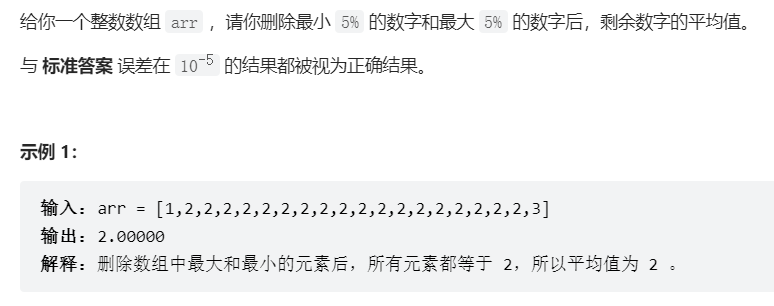 给你一个整数数组 arr ，请你删除最小 5% 的数字和最大 5% 的数字后，剩余数字的平均值。
与 标准答案 误差在 10⁻⁵ 的结果都被视为正确结果。
示例 1：
输入：arr = [1,2,2,2,2,2,2,2,2,2,2,2,2,2,2,2,2,2,2,3]
输出：2.00000
解释：删除数组中最大和最小的元素后，所有元素都等于 2，所以平均值为 2 。